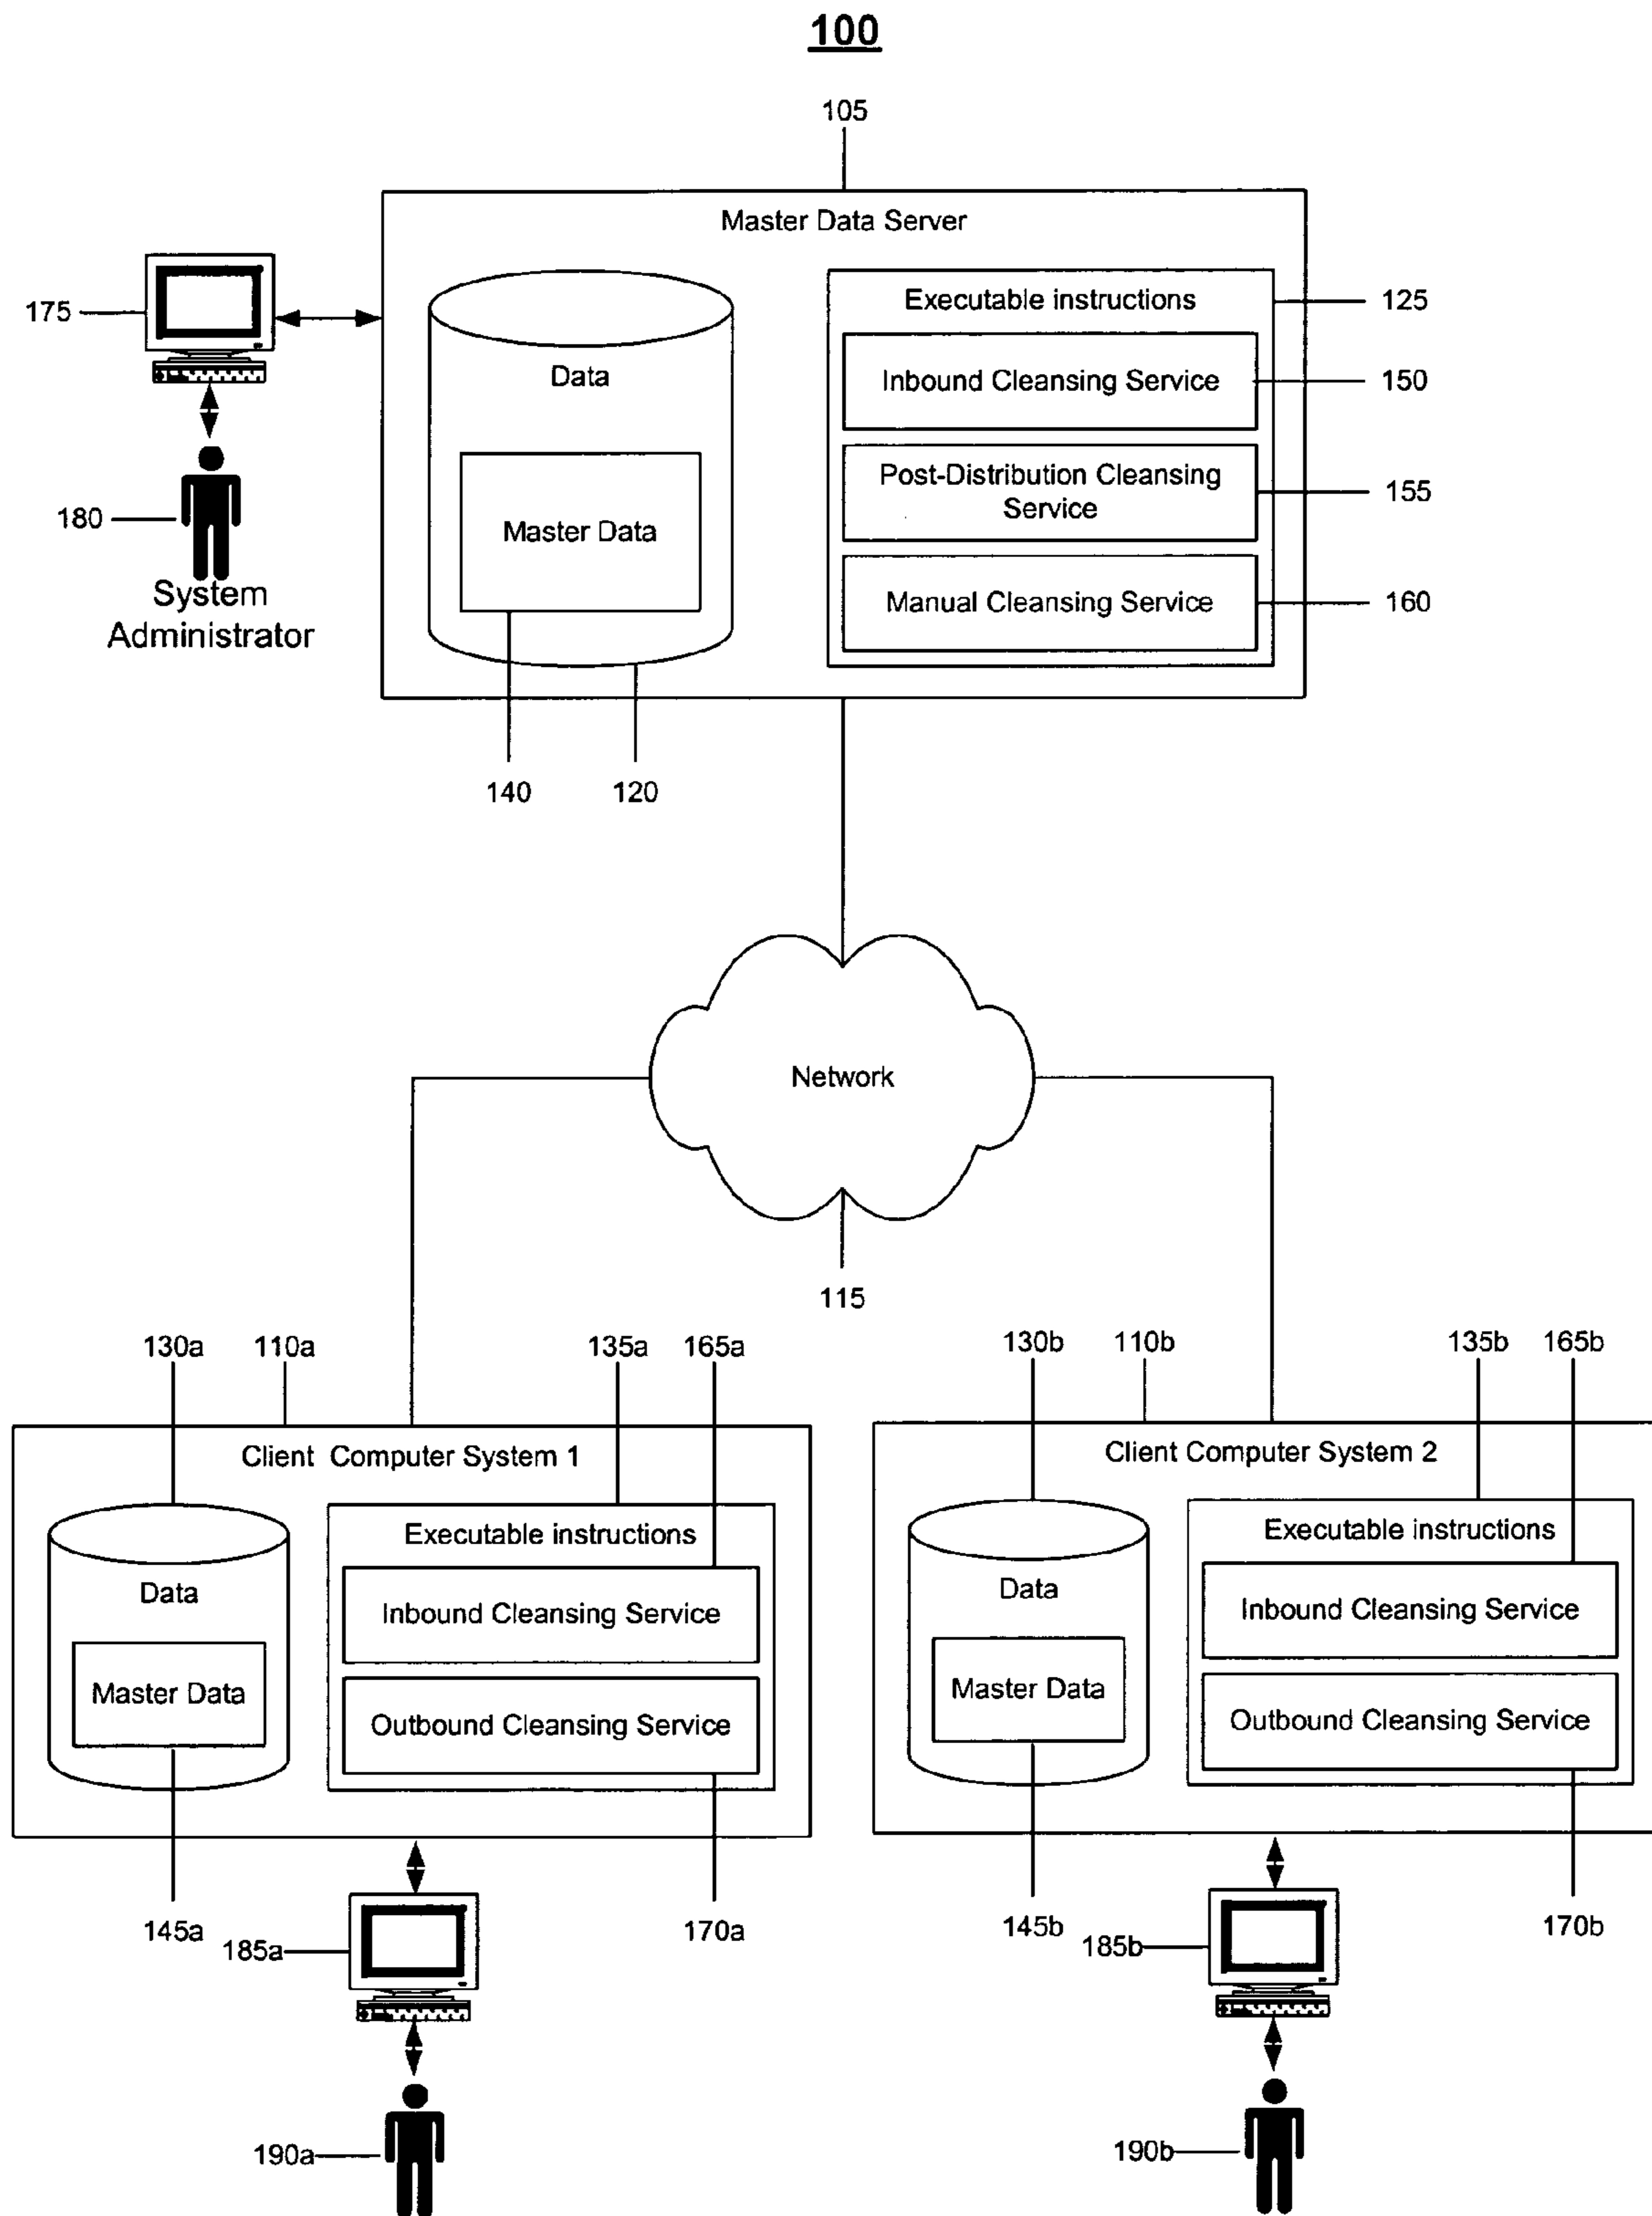 100
105
Master Data Server
175
Data
Master Data
Executable instructions
125
Inbound Cleansing Service
150
Post-Distribution Cleansing
Service
155
Manual Cleansing Service
160
180
System
Administrator
140
120
Network
115
130a
110a
135a
165a
Client Computer System 1
Data
Master Data
Executable instructions
Inbound Cleansing Service
Outbound Cleansing Service
145a
185a
170a
190a
130b
110b
135b
165b
Client Computer System 2
Data
Master Data
Executable instructions
Inbound Cleansing Service
Outbound Cleansing Service
145b
185b
170b
190b